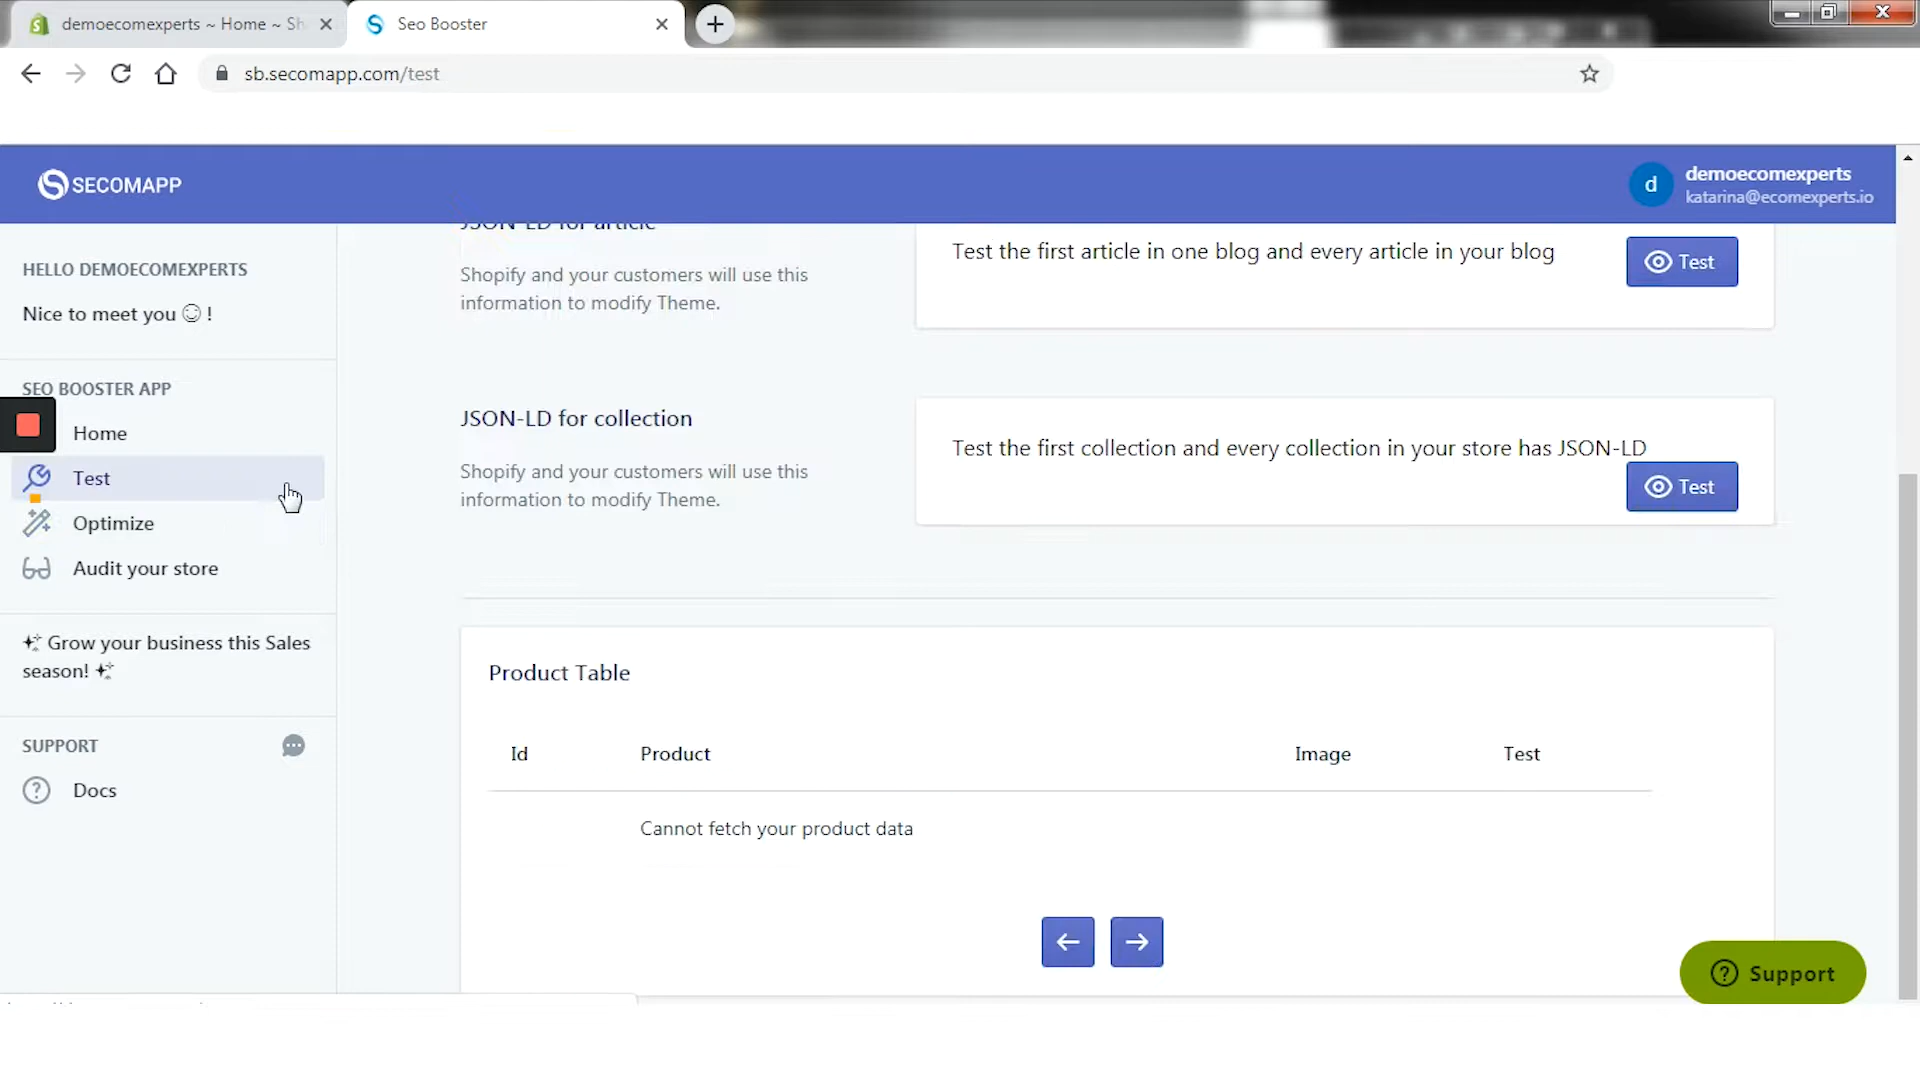 demoecomexperts ~ Home ~ Sh
Seo Booster
sb.secomapp.com/test
SECOMAPP
d
demoecomexperts
katarina@ecomexperts.io
HELLO DEMOECOMEXPERTS
Nice to meet you ☺ !
SEO BOOSTER APP
Home
Test
Optimize
Audit your store
Grow your business this Sales
season!
SUPPORT
Docs
JSON-LD for article
Shopify and your customers will use this
information to modify Theme.
Test the first article in one blog and every article in your blog
Test
JSON-LD for collection
Shopify and your customers will use this
information to modify Theme.
Test the first collection and every collection in your store has JSON-LD
Test
Product Table
Id Product Image Test
Cannot fetch your product data
Support